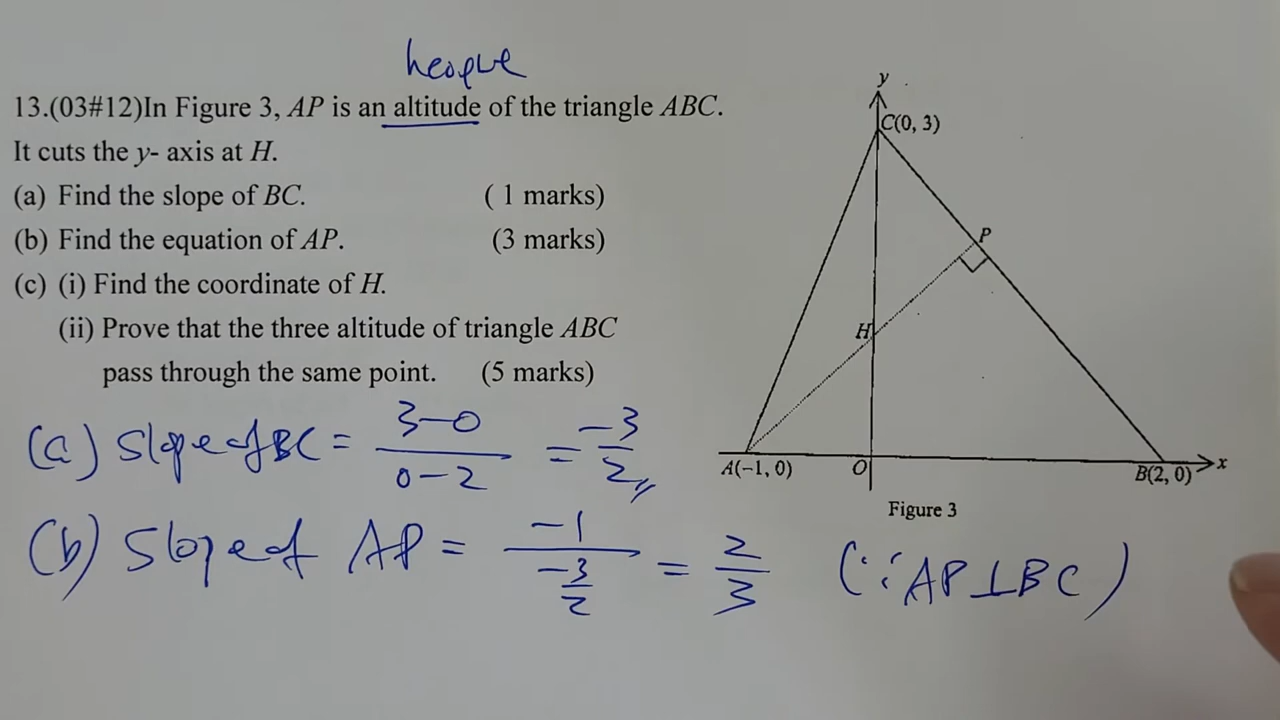 13.(03#12)In Figure 3, AP is an altitude of the triangle ABC.
It cuts the y- axis at H.
(a) Find the slope of BC. ( 1 marks)
(b) Find the equation of AP. (3 marks)
(c) (i) Find the coordinate of H.
(ii) Prove that the three altitude of triangle ABC
pass through the same point. (5 marks)
y
C(0, 3)
P
H
A(−1, 0)
O
B(2, 0)
x
Figure 3
(a) Slope of BC = (3-0)/(0-2) = -3/2
(b) Slope of AP = -1/(-3/2) = 2/3 (∵AP⊥BC)